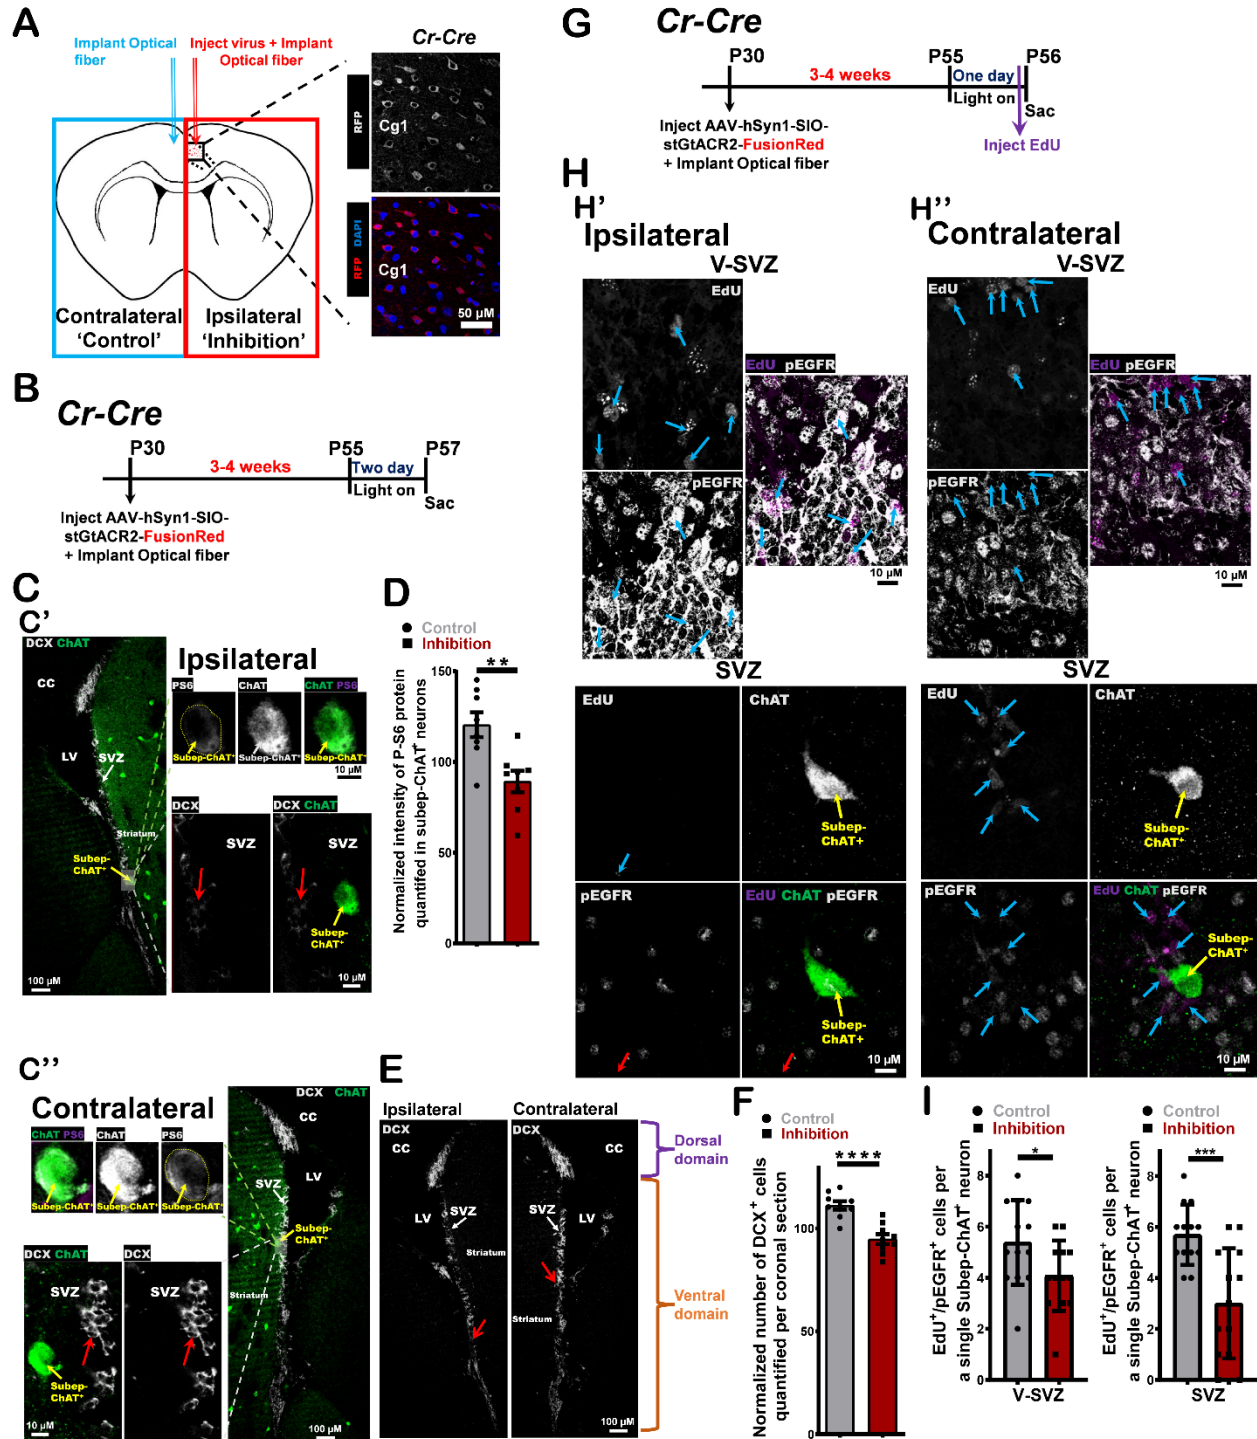 A
Implant Optical
fiber
Inject virus + Implant
Optical fiber
Cr-Cre
RFP
Cg1
RFP DAPI
Cg1
50 μM
Contralateral
'Control'
Ipsilateral
'Inhibition'
B
Cr-Cre
P30
P55
P57
3-4 weeks
Two day
Light on
Sac
Inject AAV-hSyn1-SIO-
stGtACR2-FusionRed
+ Implant Optical fiber
C
C'
DCX ChAT
CC
LV
SVZ
Striatum
Subep-
ChAT+
100 μM
Ipsilateral
PS6
ChAT
ChAT PS6
Subep-ChAT+
Subep-ChAT+
Subep-ChAT+
10 μM
DCX
DCX ChAT
SVZ
SVZ
Subep-
ChAT+
10 μM
D
Control
Inhibition
**
150
100
50
0
Normalized intensity of P-S6 protein
quantifed in subep-ChAT+ neurons
C''
Contralateral
ChAT PS6
ChAT
PS6
Subep-ChAT+
Subep-ChAT+
Subep-ChAT+
DCX ChAT
DCX
SVZ
SVZ
Subep-
ChAT+
10 μM
DCX ChAT
CC
LV
SVZ
Subep-
ChAT+
Striatum
100 μM
E
Ipsilateral
Contralateral
DCX
CC
LV
SVZ
Striatum
DCX
CC
SVZ
LV
Striatum
100 μM
Dorsal
domain
Ventral
domain
F
Control
Inhibition
****
100
50
0
Normalized number of DCX+ cells
quantified per coronal section
G
Cr-Cre
P30
P55
P56
3-4 weeks
One day
Light on
Sac
Inject AAV-hSyn1-SIO-
stGtACR2-FusionRed
+ Implant Optical fiber
Inject EdU
H
H'
Ipsilateral
V-SVZ
EdU
EdU pEGFR
pEGFR
10 μM
SVZ
EdU
ChAT
Subep-
ChAT+
pEGFR
EdU ChAT pEGFR
Subep-
ChAT+
10 μM
H''
Contralateral
V-SVZ
EdU
EdU pEGFR
pEGFR
10 μM
SVZ
EdU
ChAT
Subep-
ChAT+
pEGFR
EdU ChAT pEGFR
Subep-
ChAT+
10 μM
I
Control
Inhibition
*
8
6
4
2
0
EdU+/pEGFR+ cells per
a single Subep-ChAT+ neuron
V-SVZ
Control
Inhibition
***
8
6
4
2
0
EdU+/pEGFR+ cells per
a single Subep-ChAT+ neuron
SVZ